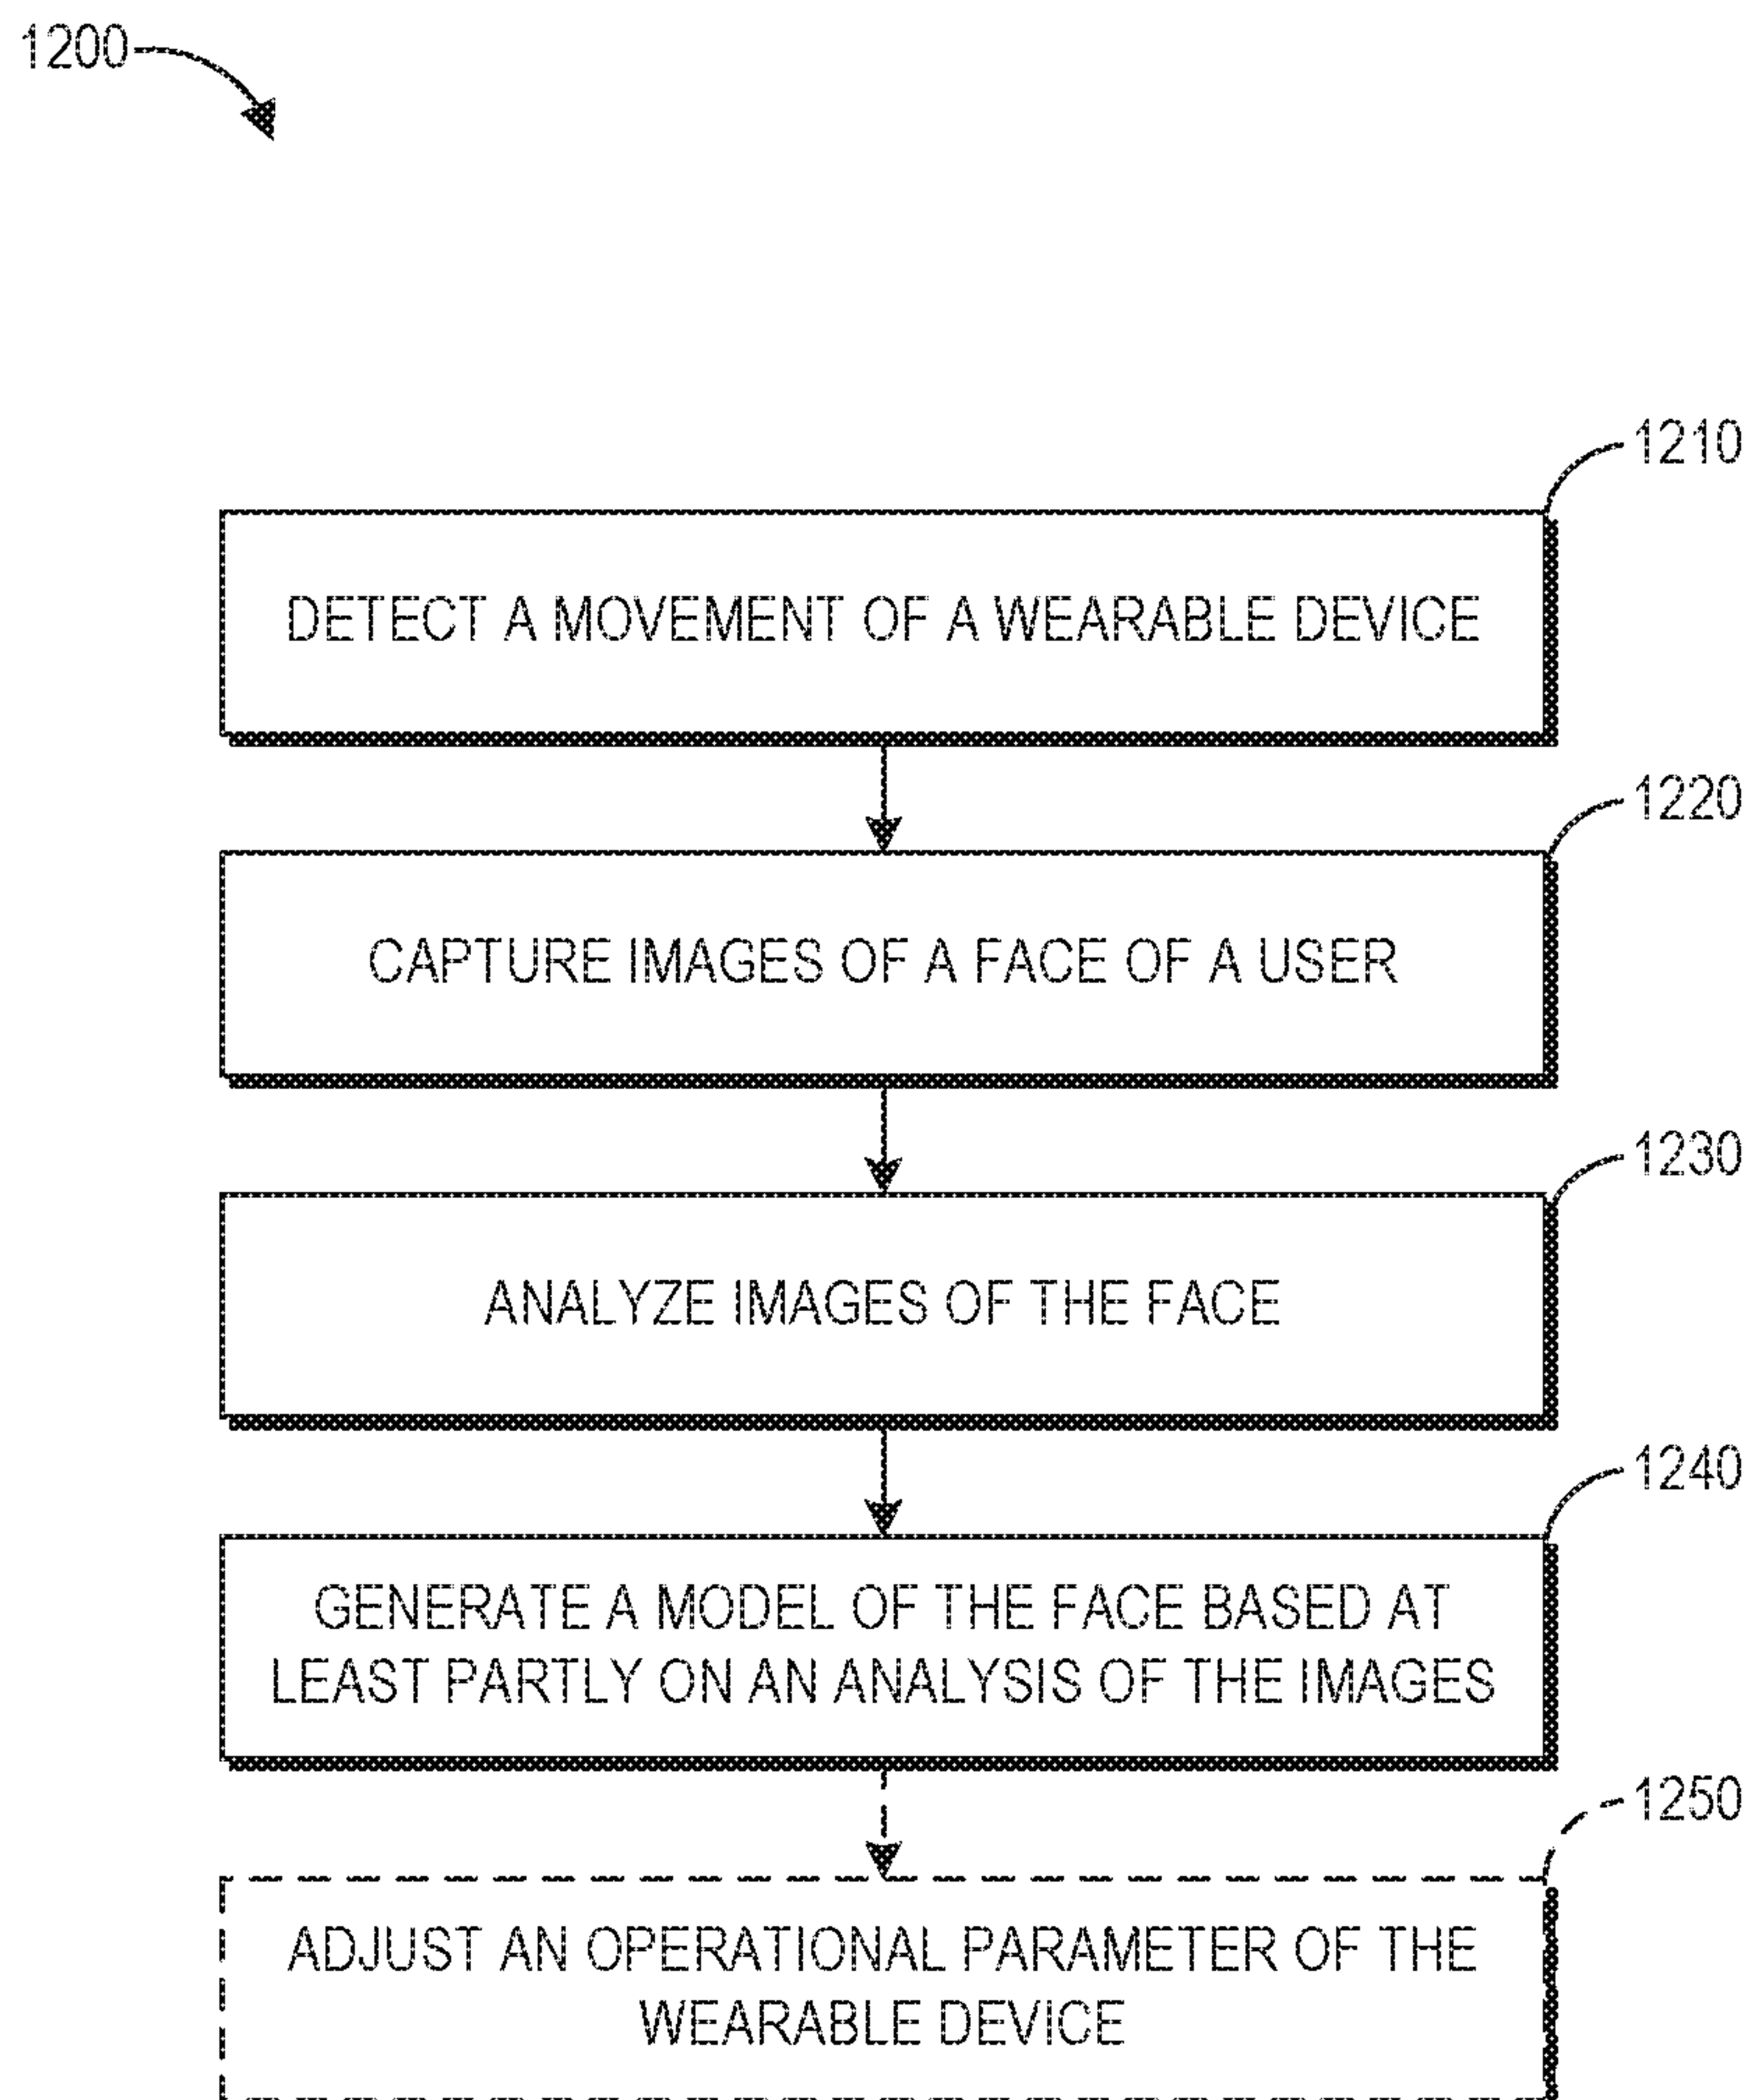 1200
1210
DETECT A MOVEMENT OF A WEARABLE DEVICE
1220
CAPTURE IMAGES OF A FACE OF A USER
1230
ANALYZE IMAGES OF THE FACE
1240
GENERATE A MODEL OF THE FACE BASED AT
LEAST PARTLY ON AN ANALYSIS OF THE IMAGES
1250
ADJUST AN OPERATIONAL PARAMETER OF THE
WEARABLE DEVICE